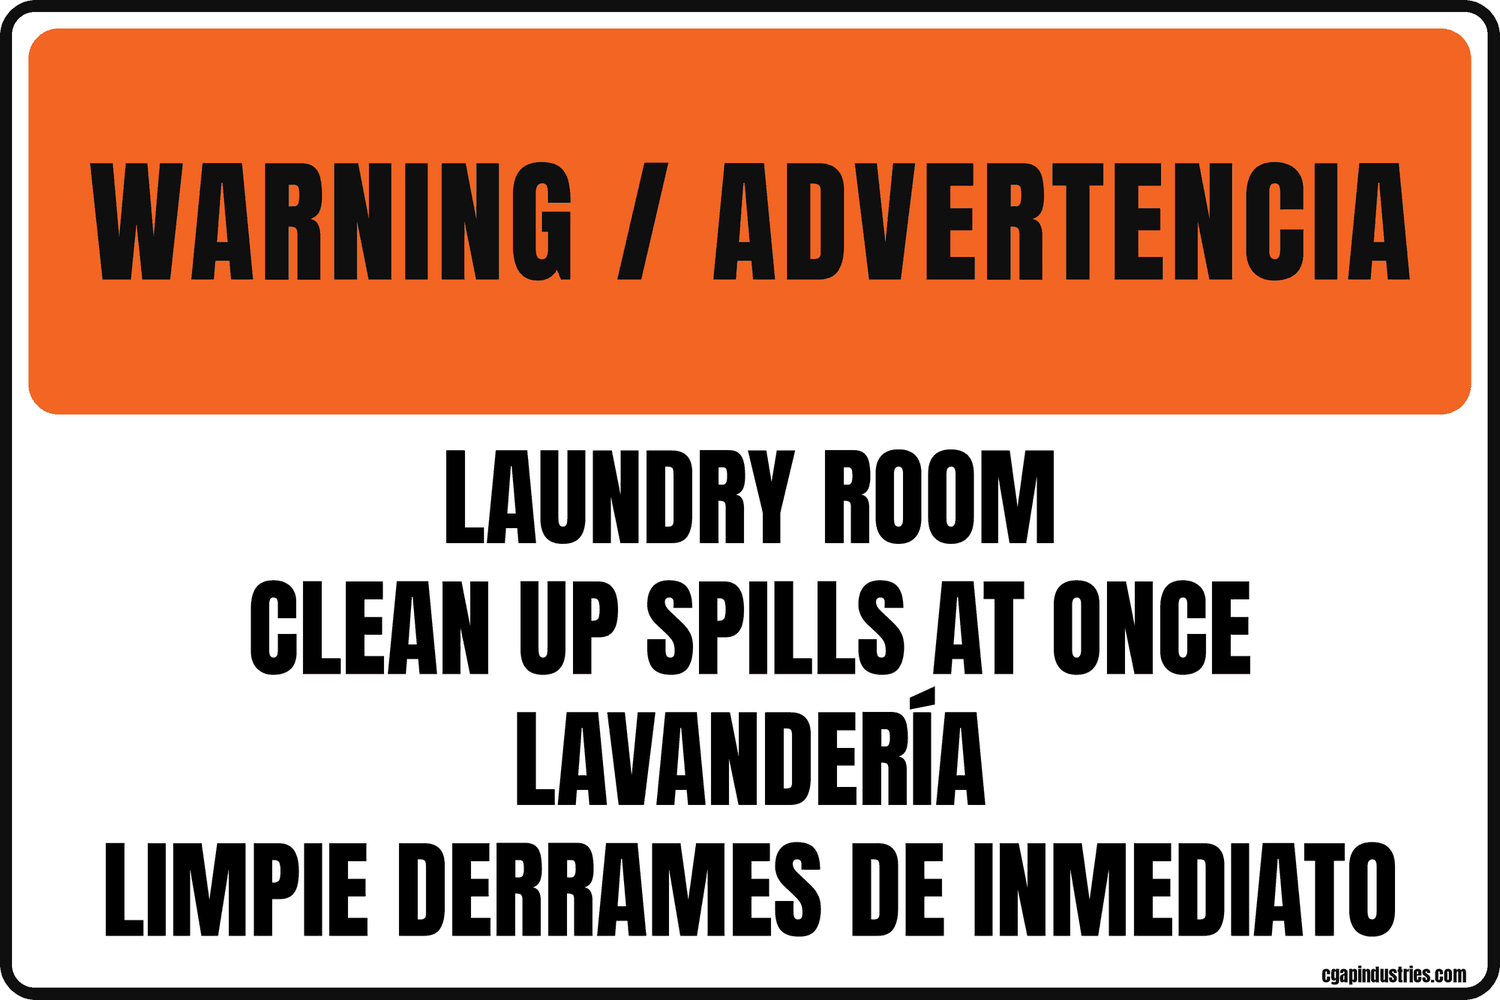 WARNING / ADVERTENCIA
LAUNDRY ROOM
CLEAN UP SPILLS AT ONCE
LAVANDERÍA
LIMPIE DERRAMES DE INMEDIATO
cgapindustries.com